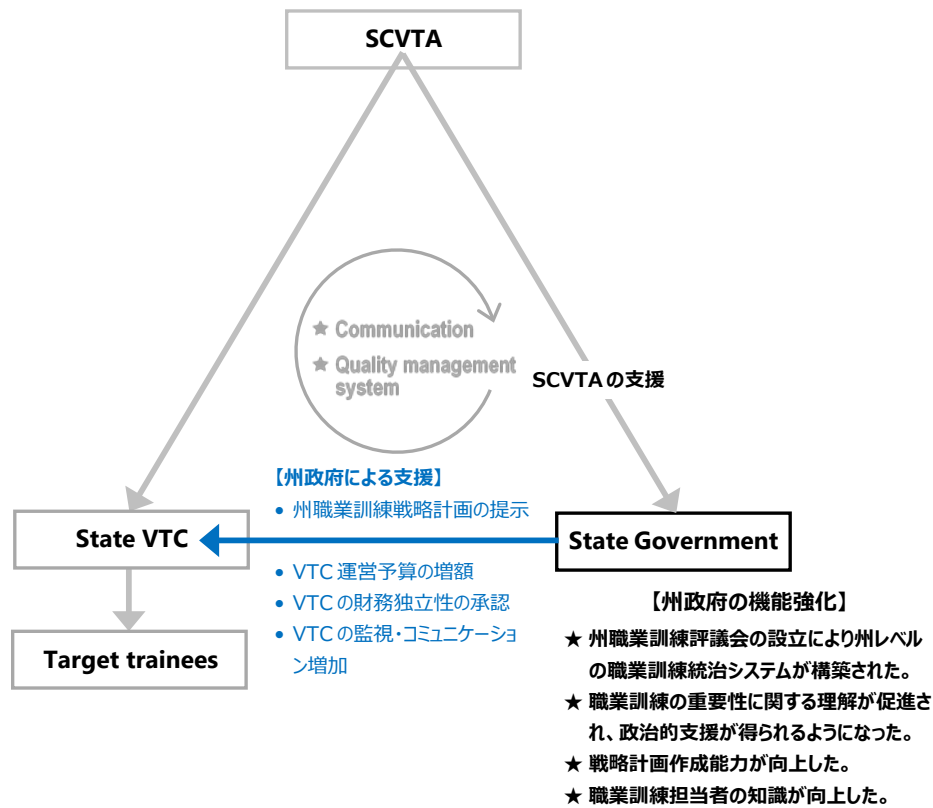 SCVTA
★ Communication
★ Quality management
system
SCVTAの支援
【州政府による支援】
• 州職業訓練戦略計画の提示
State VTC
State Government
• VTC 運営予算の増額
• VTCの財務独立性の承認
• VTCの監視・コミュニケーショ
ン増加
Target trainees
【州政府の機能強化】
★ 州職業訓練評議会の設立により州レベル
の職業訓練統治システムが構築された。
★ 職業訓練の重要性に関する理解が促進さ
れ、政治的支援が得られるようになった。
★ 戦略計画作成能力が向上した。
★ 職業訓練担当者の知識が向上した。